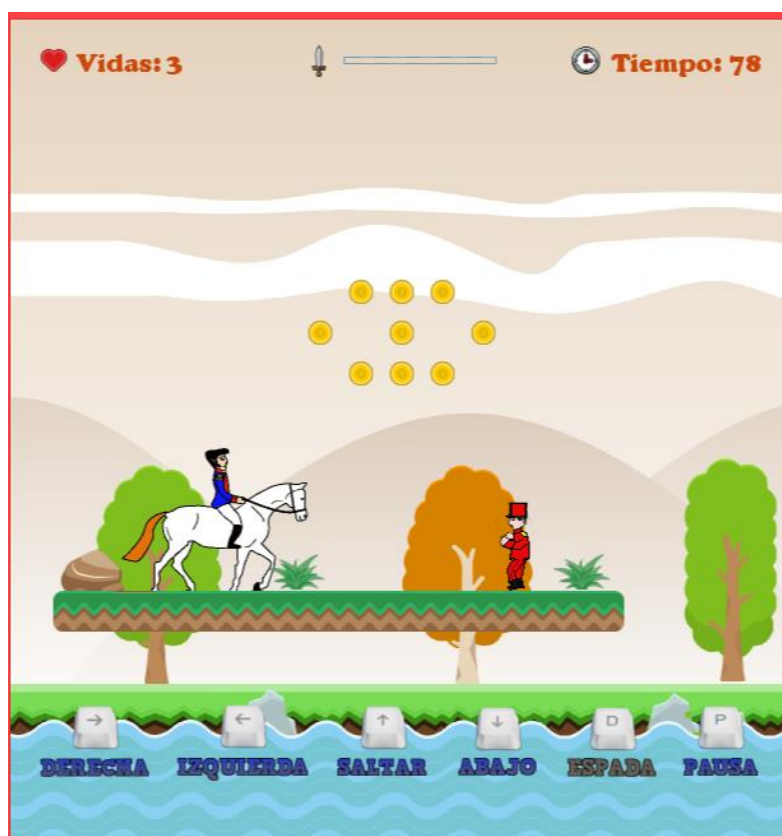 Vidas: 3
Tiempo: 78
→ ← ↑ ↓ D P
DERECHA IZQUIERDA SALTAR ABAJO ESPADA PAUSA